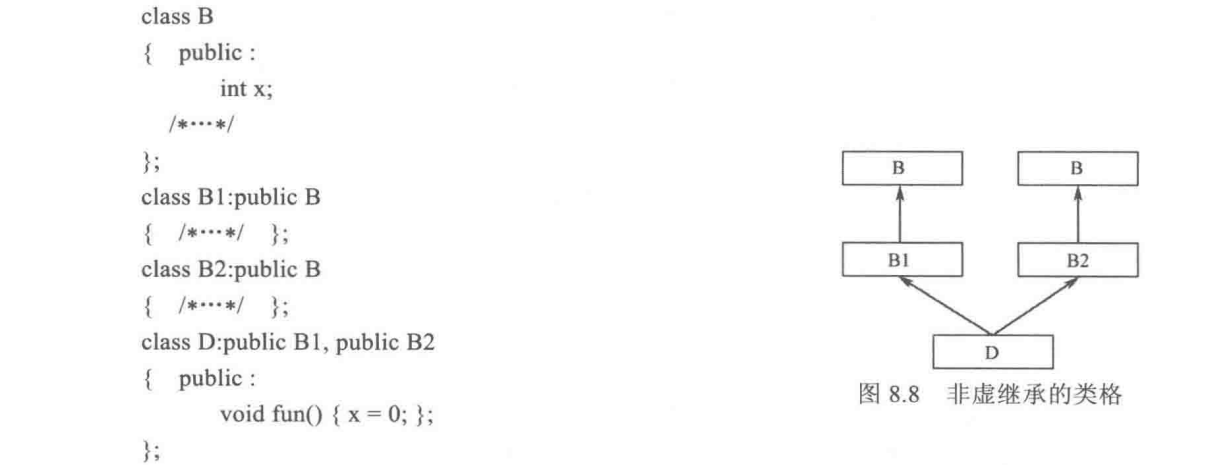 class B
{ public :
int x;
/*···*/
};
class B1:public B
{ /*···*/ };
class B2:public B
{ /*···*/ };
class D:public B1, public B2
{ public :
void fun() { x = 0; };
};
B B
B1 B2
D
图 8.8 非虚继承的类格